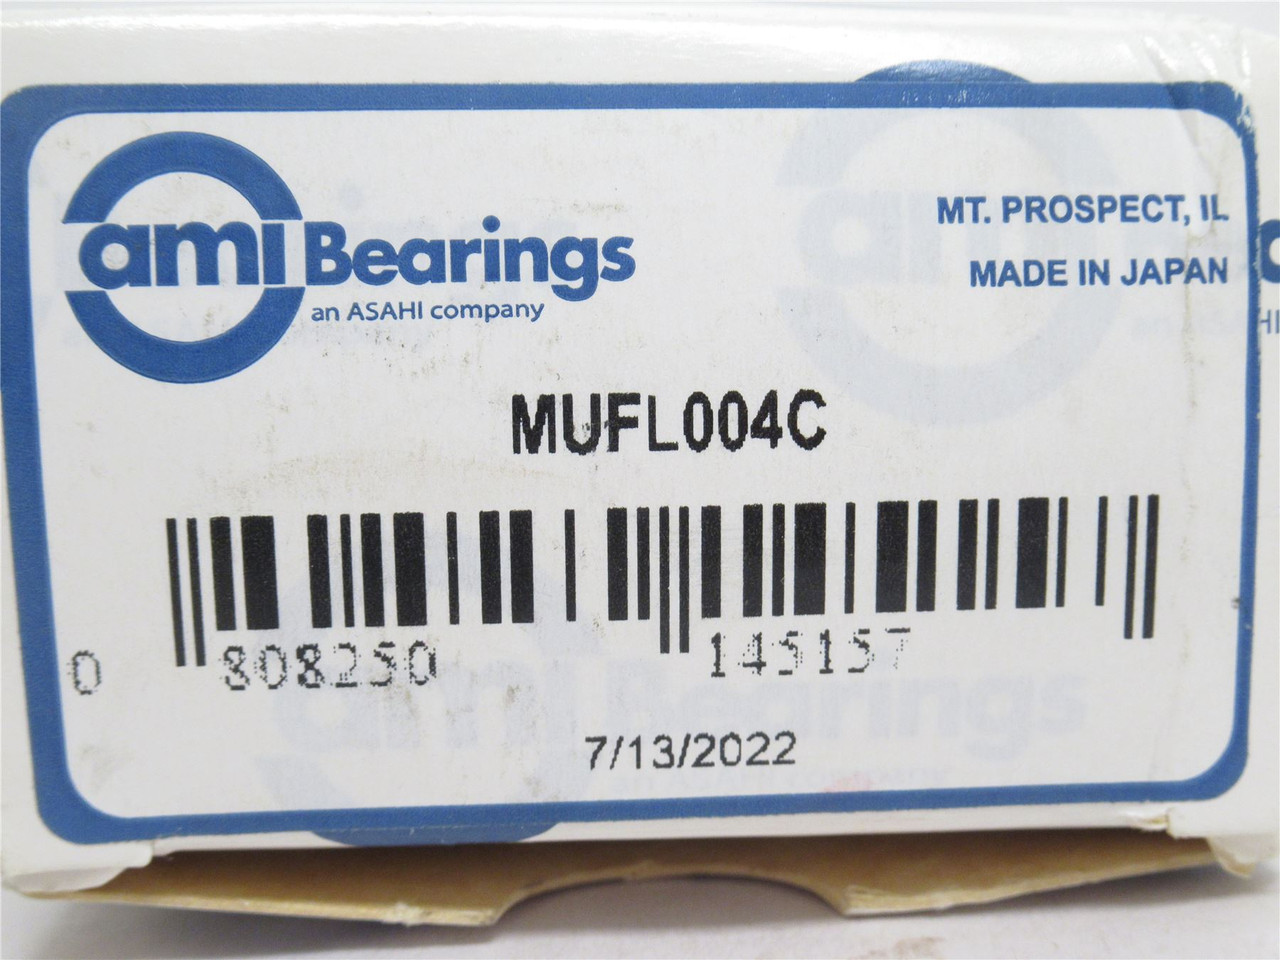 ami Bearings
an ASAHI company
MT. PROSPECT, IL
MADE IN JAPAN
MUFL004C
0 808250 145157
7/13/2022